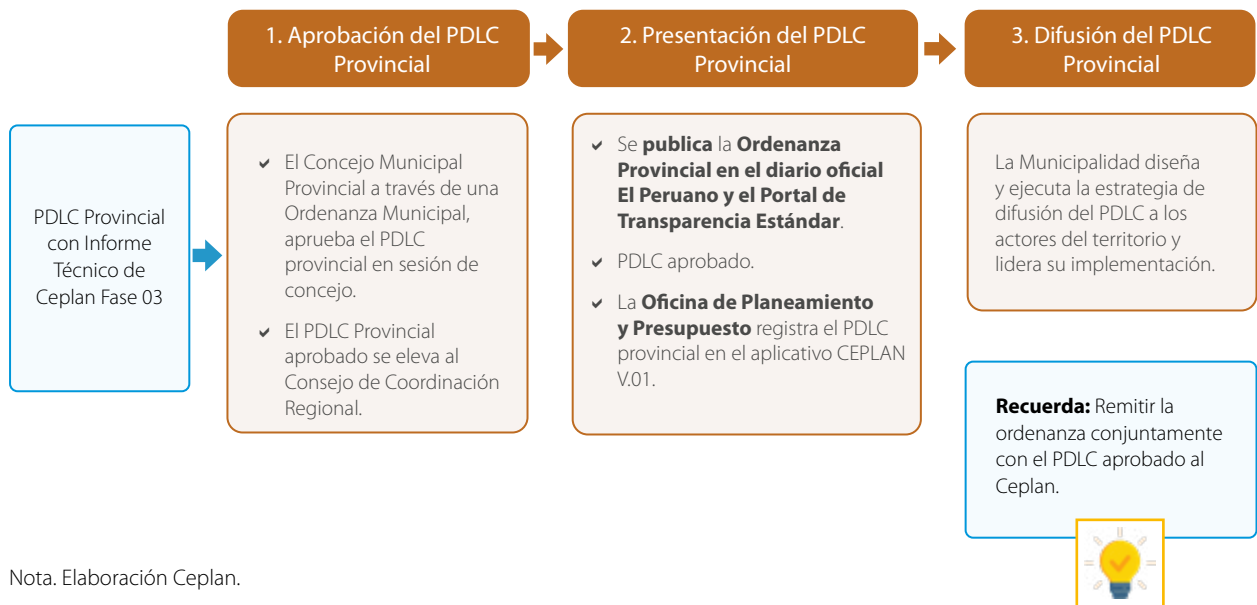 1. Aprobación del PDLC
Provincial
2. Presentación del PDLC
Provincial
3. Difusión del PDLC
Provincial
PDLC Provincial
con Informe
Técnico de
Ceplan Fase 03
El Concejo Municipal
Provincial a través de una
Ordenanza Municipal,
aprueba el PDLC
provincial en sesión de
concejo.
El PDLC Provincial
aprobado se eleva al
Consejo de Coordinación
Regional.
Se publica la Ordenanza
Provincial en el diario oficial
El Peruano y el Portal de
Transparencia Estándar.
PDLC aprobado.
La Oficina de Planeamiento
y Presupuesto registra el PDLC
provincial en el aplicativo CEPLAN
V.01.
La Municipalidad diseña
y ejecuta la estrategia de
difusión del PDLC a los
actores del territorio y
lidera su implementación.
Recuerda: Remitir la
ordenanza conjuntamente
con el PDLC aprobado al
Ceplan.
Nota. Elaboración Ceplan.